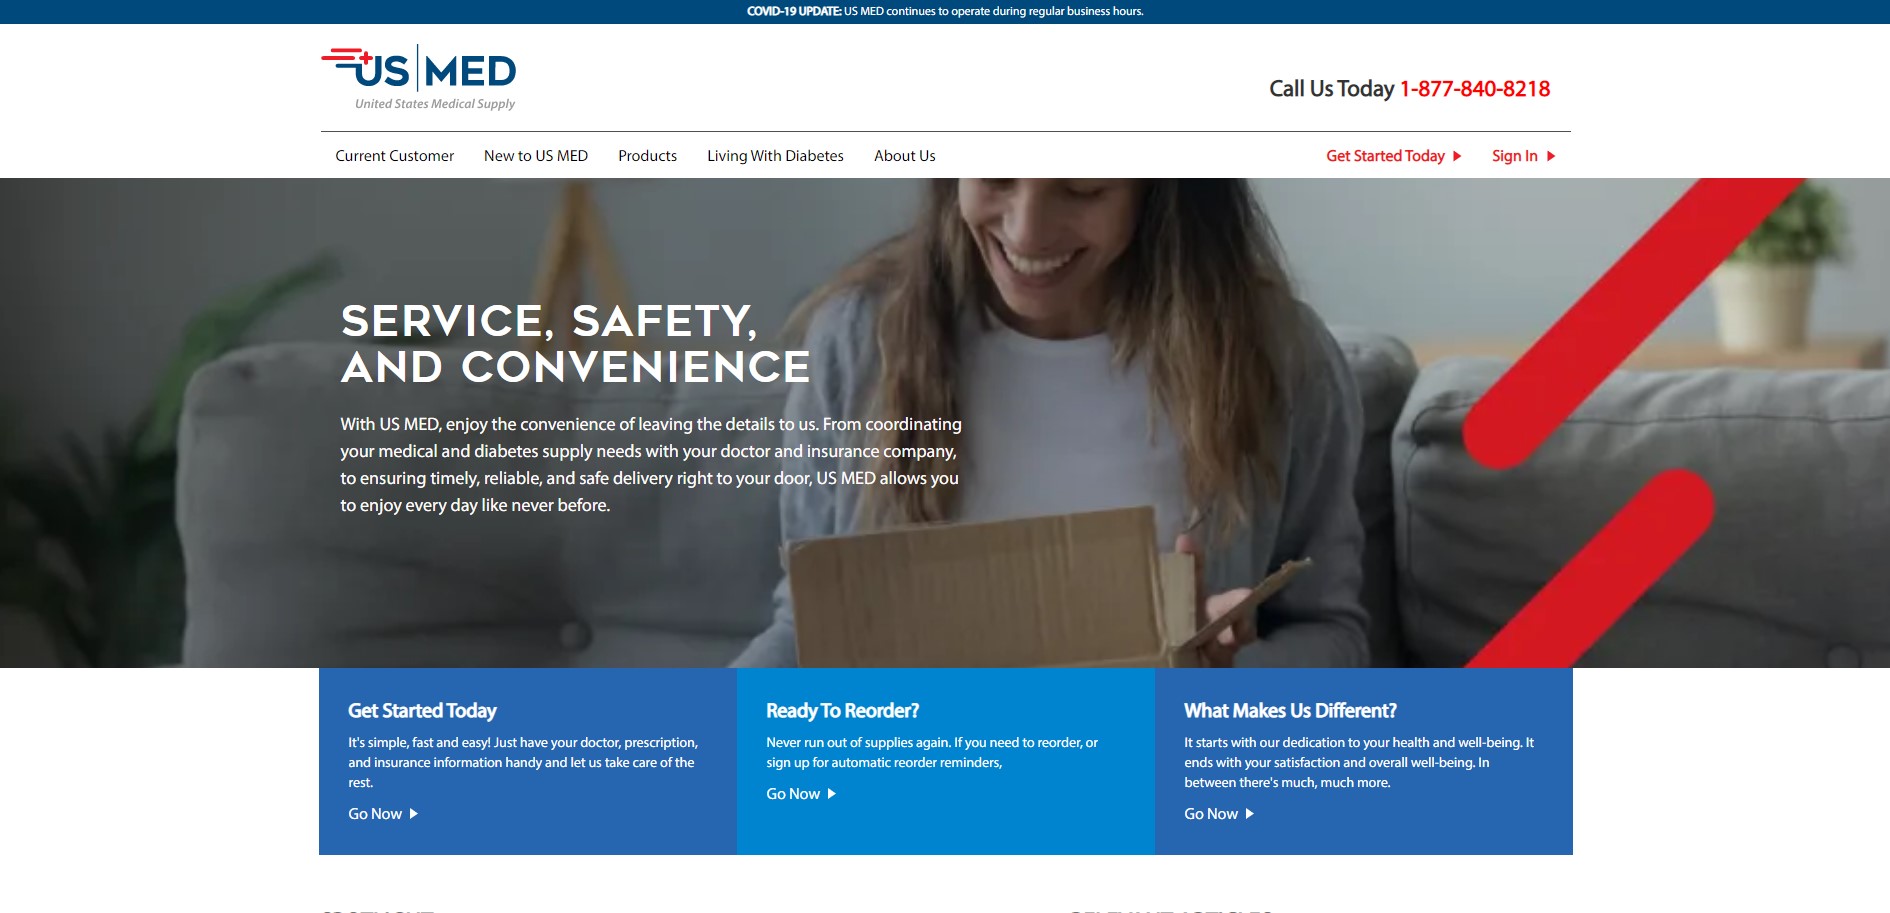 COVID-19 UPDATE: US MED continues to operate during regular business hours.
US MED
United States Medical Supply
Call Us Today 1-877-840-8218
Current Customer New to US MED Products Living With Diabetes About Us Get Started Today Sign In
SERVICE, SAFETY,
AND CONVENIENCE
With US MED, enjoy the convenience of leaving the details to us. From coordinating
your medical and diabetes supply needs with your doctor and insurance company,
to ensuring timely, reliable, and safe delivery right to your door, US MED allows you
to enjoy every day like never before.
Get Started Today
It's simple, fast and easy! Just have your doctor, prescription,
and insurance information handy and let us take care of the
rest.
Go Now
Ready To Reorder?
Never run out of supplies again. If you need to reorder, or
sign up for automatic reorder reminders,
Go Now
What Makes Us Different?
It starts with our dedication to your health and well-being. It
ends with your satisfaction and overall well-being. In
between there's much, much more.
Go Now